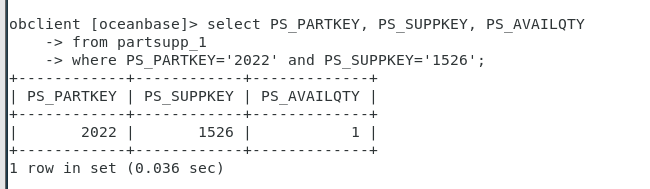 obclient [oceanbase]> select PS_PARTKEY, PS_SUPPKEY, PS_AVAILQTY
    -> from partsupp_1
    -> where PS_PARTKEY='2022' and PS_SUPPKEY='1526';
+------------+------------+-------------+
| PS_PARTKEY | PS_SUPPKEY | PS_AVAILQTY |
+------------+------------+-------------+
|       2022 |       1526 |           1 |
+------------+------------+-------------+
1 row in set (0.036 sec)